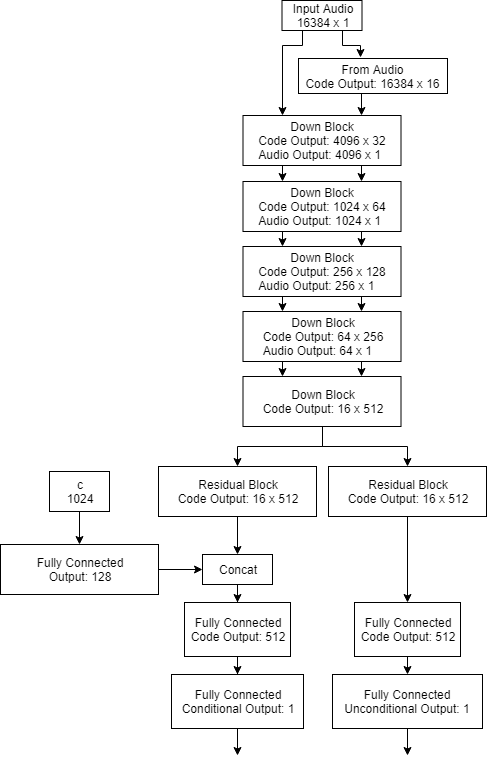 Input Audio
16384 x 1
From Audio
Code Output: 16384 x 16
Down Block
Code Output: 4096 x 32
Audio Output: 4096 x 1
Down Block
Code Output: 1024 x 64
Audio Output: 1024 x 1
Down Block
Code Output: 256 x 128
Audio Output: 256 x 1
Down Block
Code Output: 64 x 256
Audio Output: 64 x 1
Down Block
Code Output: 16 x 512
Residual Block
Code Output: 16 x 512
Residual Block
Code Output: 16 x 512
c
1024
Fully Connected
Output: 128
Concat
Fully Connected
Code Output: 512
Fully Connected
Code Output: 512
Fully Connected
Conditional Output: 1
Fully Connected
Unconditional Output: 1